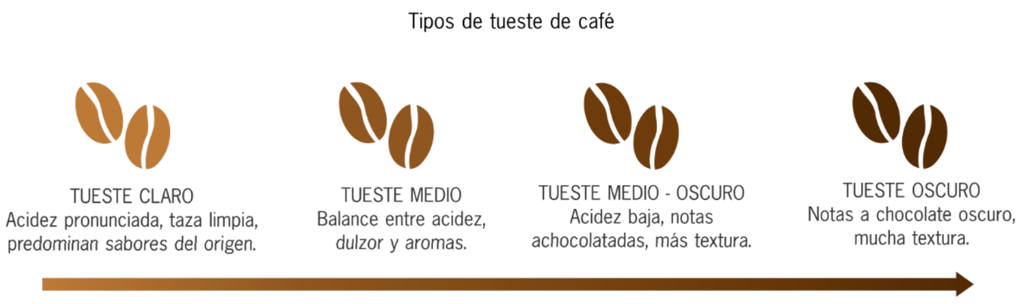 Tipos de tueste de café
TUESTE CLARO
Acidez pronunciada, taza limpia,
predominan sabores del origen.
TUESTE MEDIO
Balance entre acidez,
dulzor y aromas.
TUESTE MEDIO - OSCURO
Acidez baja, notas
achocolatadas, más textura.
TUESTE OSCURO
Notas a chocolate oscuro,
mucha textura.